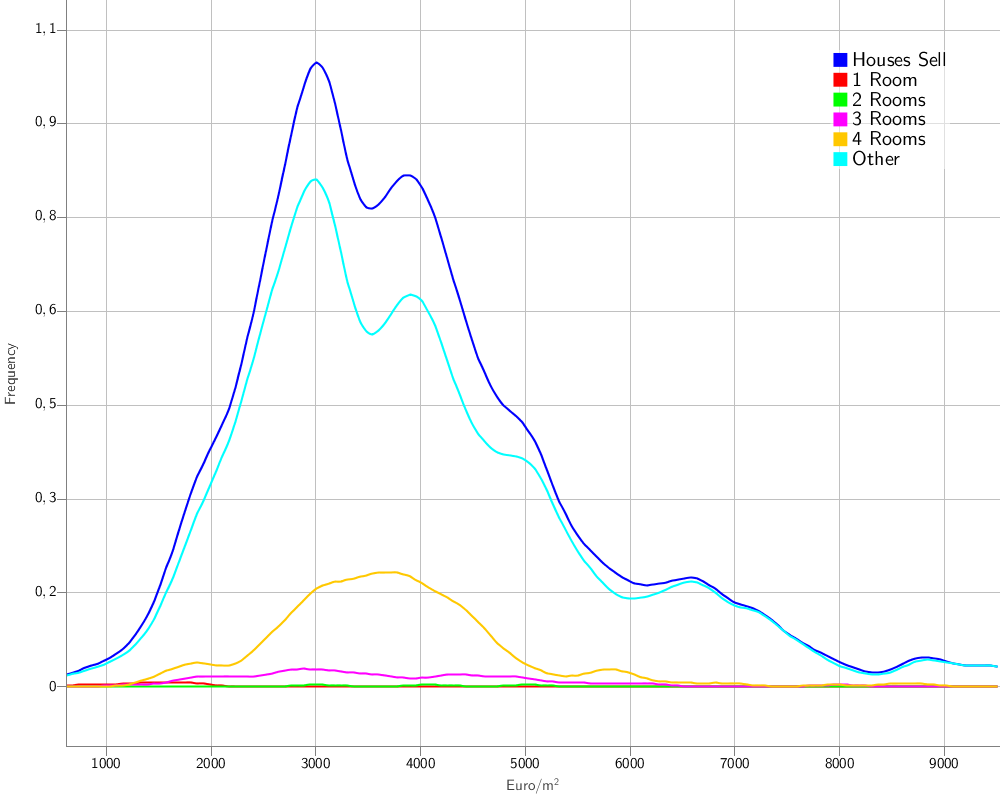 1, 1
0, 9
0, 8
0, 6
0, 5
0, 3
0, 2
0
Frequency
Houses Sell
1 Room
2 Rooms
3 Rooms
4 Rooms
Other
1000 2000 3000 4000 5000 6000 7000 8000 9000
Euro/m²